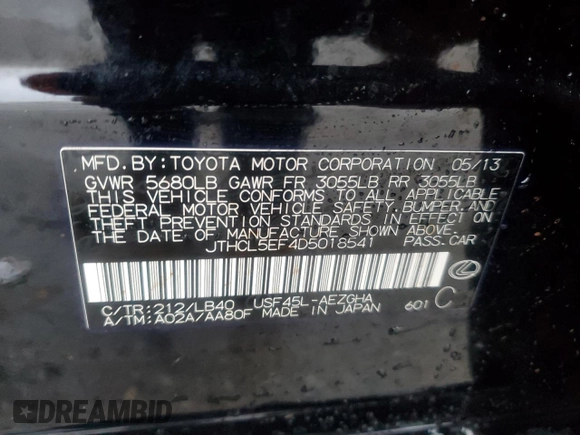 MFD. BY: TOYOTA MOTOR CORPORATION 05/13
GVWR 5680LB GAWR FR 3055LB RR 3055LB
THIS VEHICLE CONFORMS TO ALL APPLICABLE
FEDERAL MOTOR VEHICLE SAFETY, BUMPER, AND
THEFT PREVENTION STANDARDS IN EFFECT ON
THE DATE OF MANUFACTURE SHOWN ABOVE.
JTHCL5EF4D5018541 PASS. CAR
C/TR: 212/LB40 USF45L-AEZGHA
A/TM: A02A/AA80F MADE IN JAPAN 601 C
DREAMBID